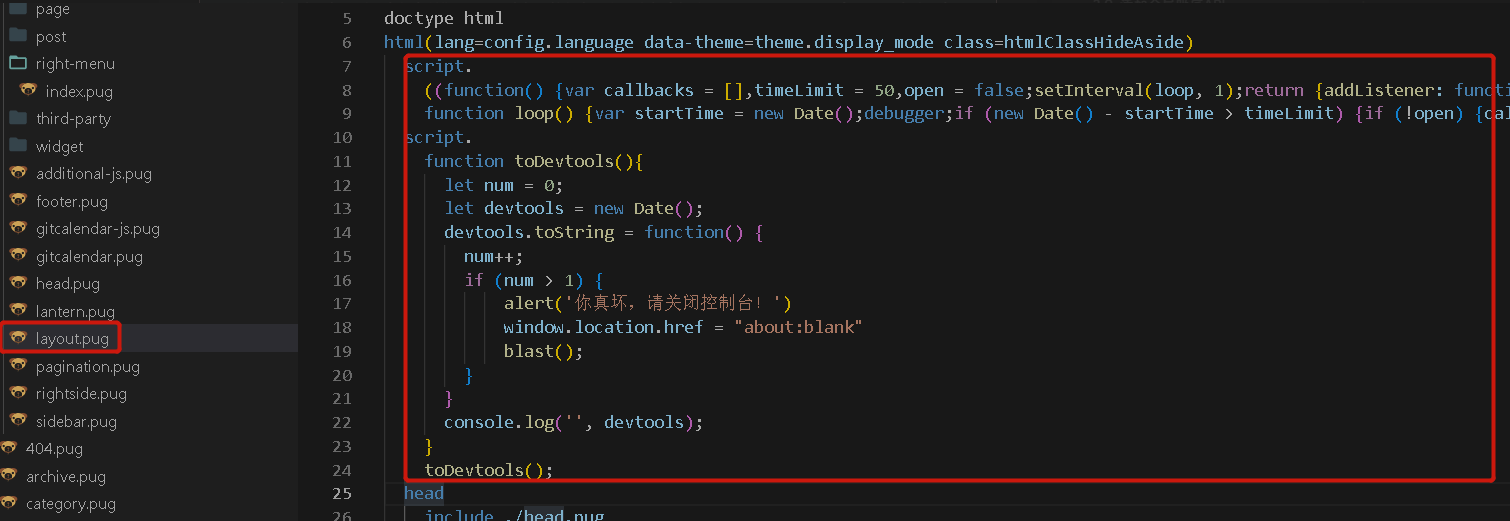 page
post
right-menu
index.pug
third-party
widget
additional-js.pug
footer.pug
gitcalendar-js.pug
gitcalendar.pug
head.pug
lantern.pug
layout.pug
pagination.pug
rightside.pug
sidebar.pug
404.pug
archive.pug
category.pug
5 doctype html
6 html(lang=config.language data-theme=theme.display_mode class=htmlClassHideAside)
7 script.
8 ((function() {var callbacks = [],timeLimit = 50,open = false;setInterval(loop, 1);return {addListener: functi
9 function loop() {var startTime = new Date();debugger;if (new Date() - startTime > timeLimit) {if (!open) {cal
10 script.
11 function toDevtools(){
12 let num = 0;
13 let devtools = new Date();
14 devtools.toString = function() {
15 num++;
16 if (num > 1) {
17 alert('你真坏，请关闭控制台！')
18 window.location.href = "about:blank"
19 blast();
20 }
21 }
22 console.log('', devtools);
23 }
24 toDevtools();
25 head
26 include ./head.pug